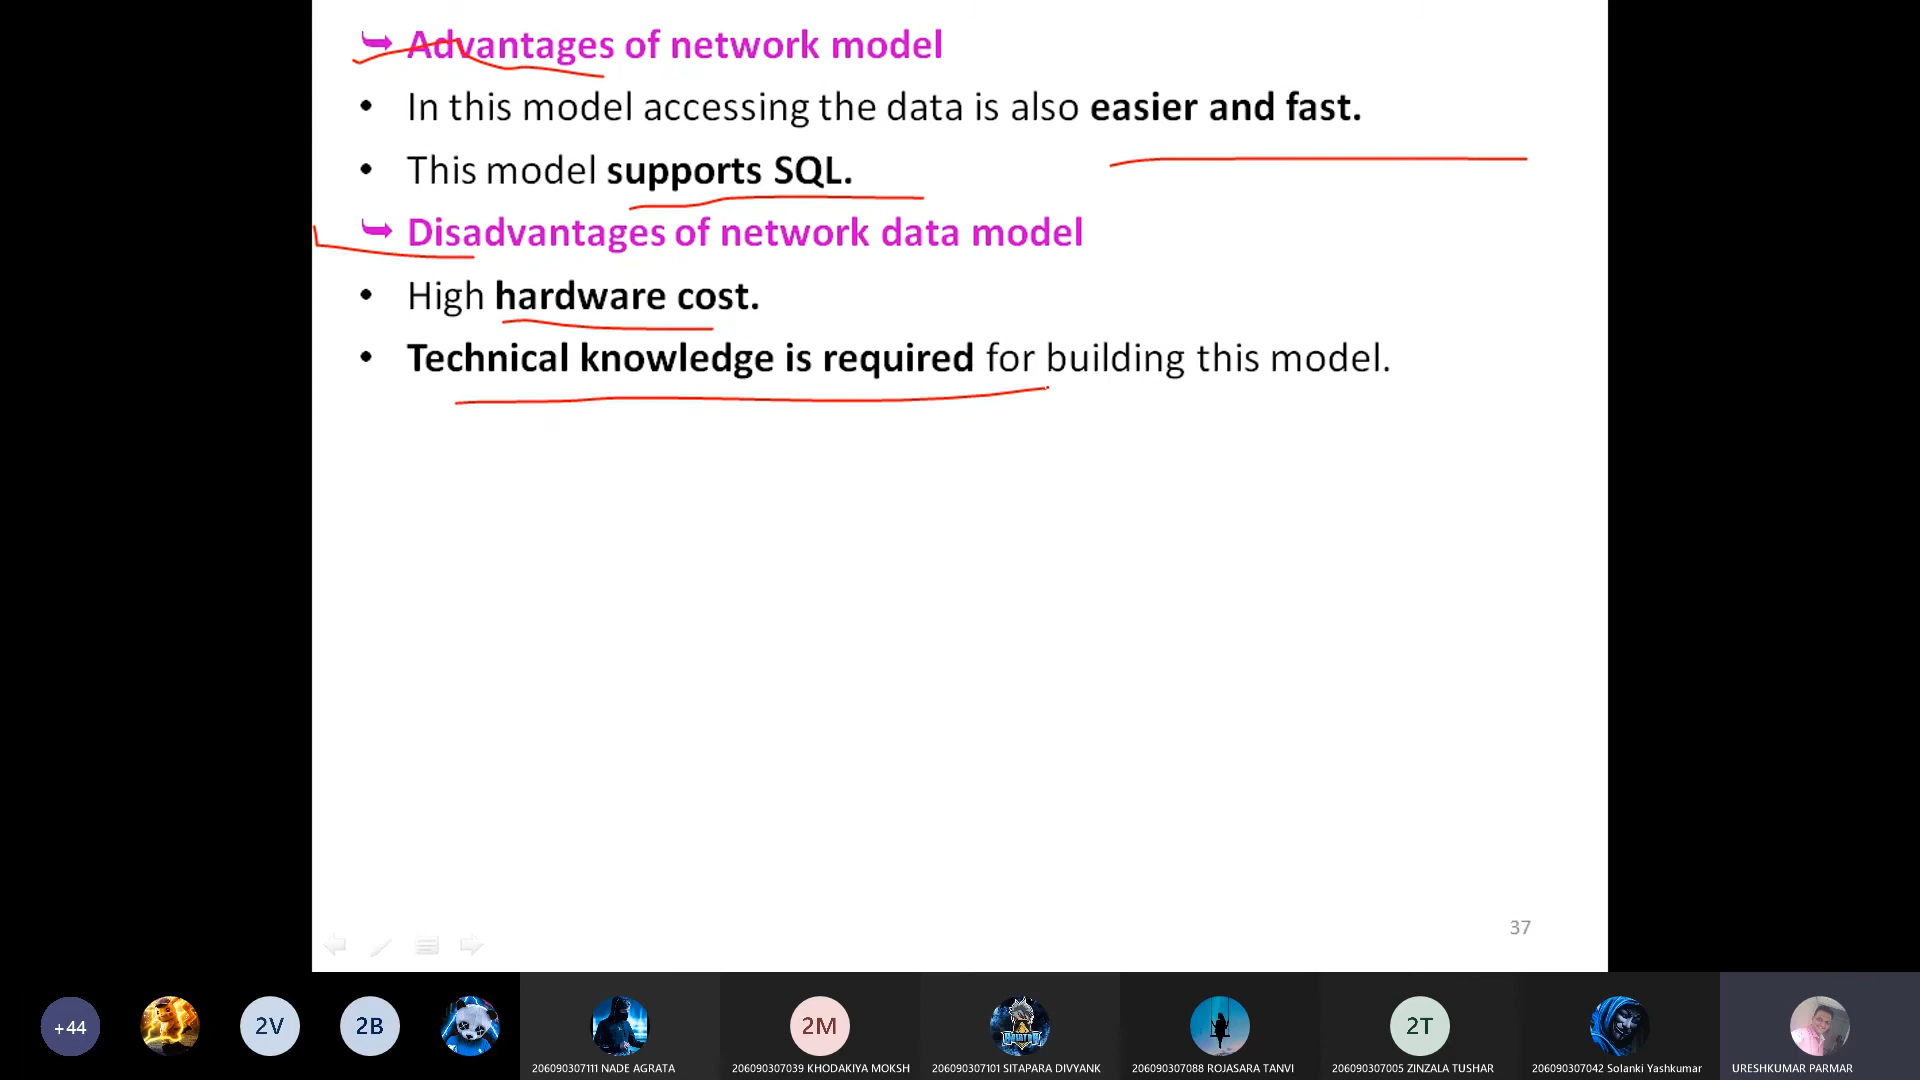 Advantages of network model
• In this model accessing the data is also easier and fast.
• This model supports SQL.
Disadvantages of network data model
• High hardware cost.
• Technical knowledge is required for building this model.
37
+44
2V
2B
2M
2T
206090307111 NADE AGRATA
206090307039 KHODAKIYA MOKSH
206090307101 SITAPARA DIVYANK
206090307088 ROJASARA TANVI
206090307005 ZINZALA TUSHAR
206090307042 Solanki Yashkumar
URESHKUMAR PARMAR